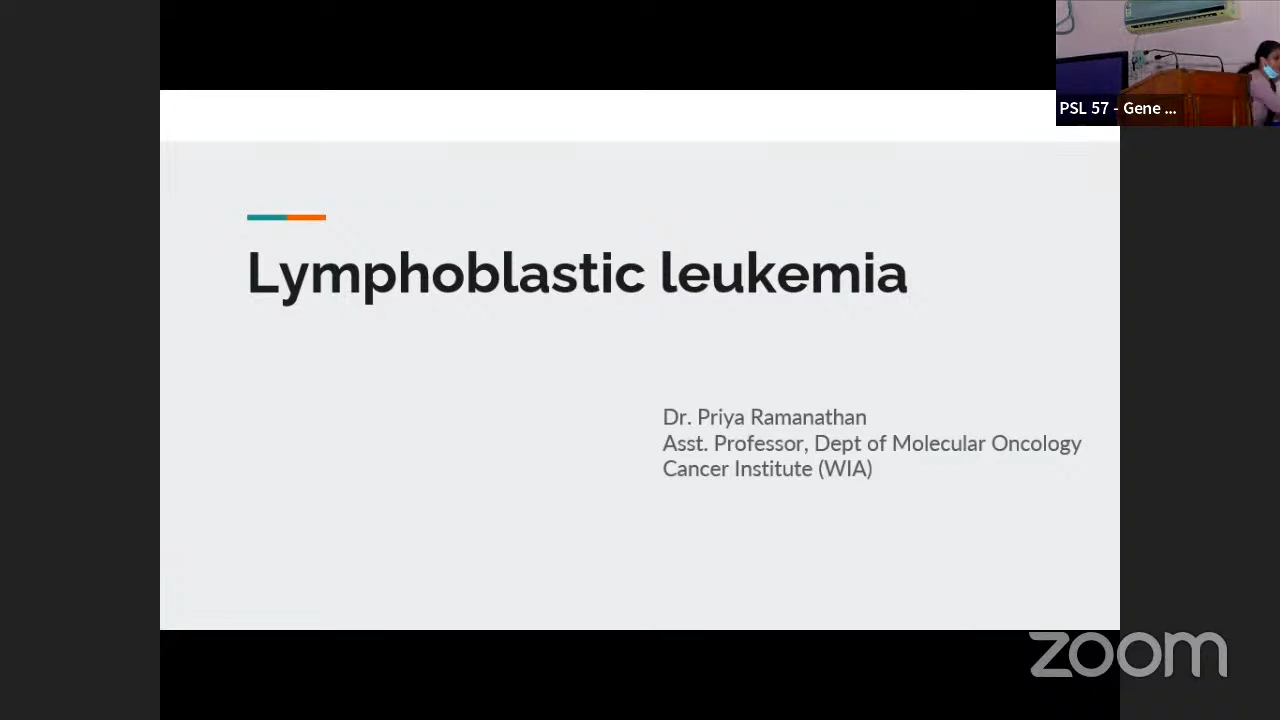 PSL 57 - Gene ...
Lymphoblastic leukemia
Dr. Priya Ramanathan
Asst. Professor, Dept of Molecular Oncology
Cancer Institute (WIA)
zoom